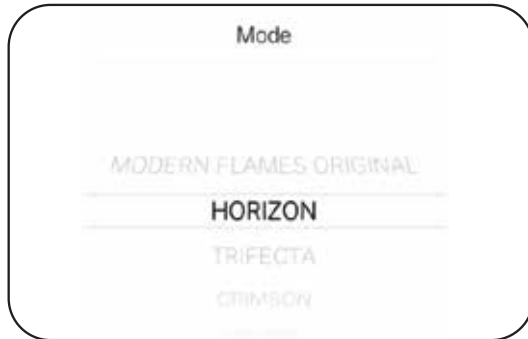 Mode
MODERN FLAMES ORIGINAL
HORIZON
TRIFECTA
CRIMSON